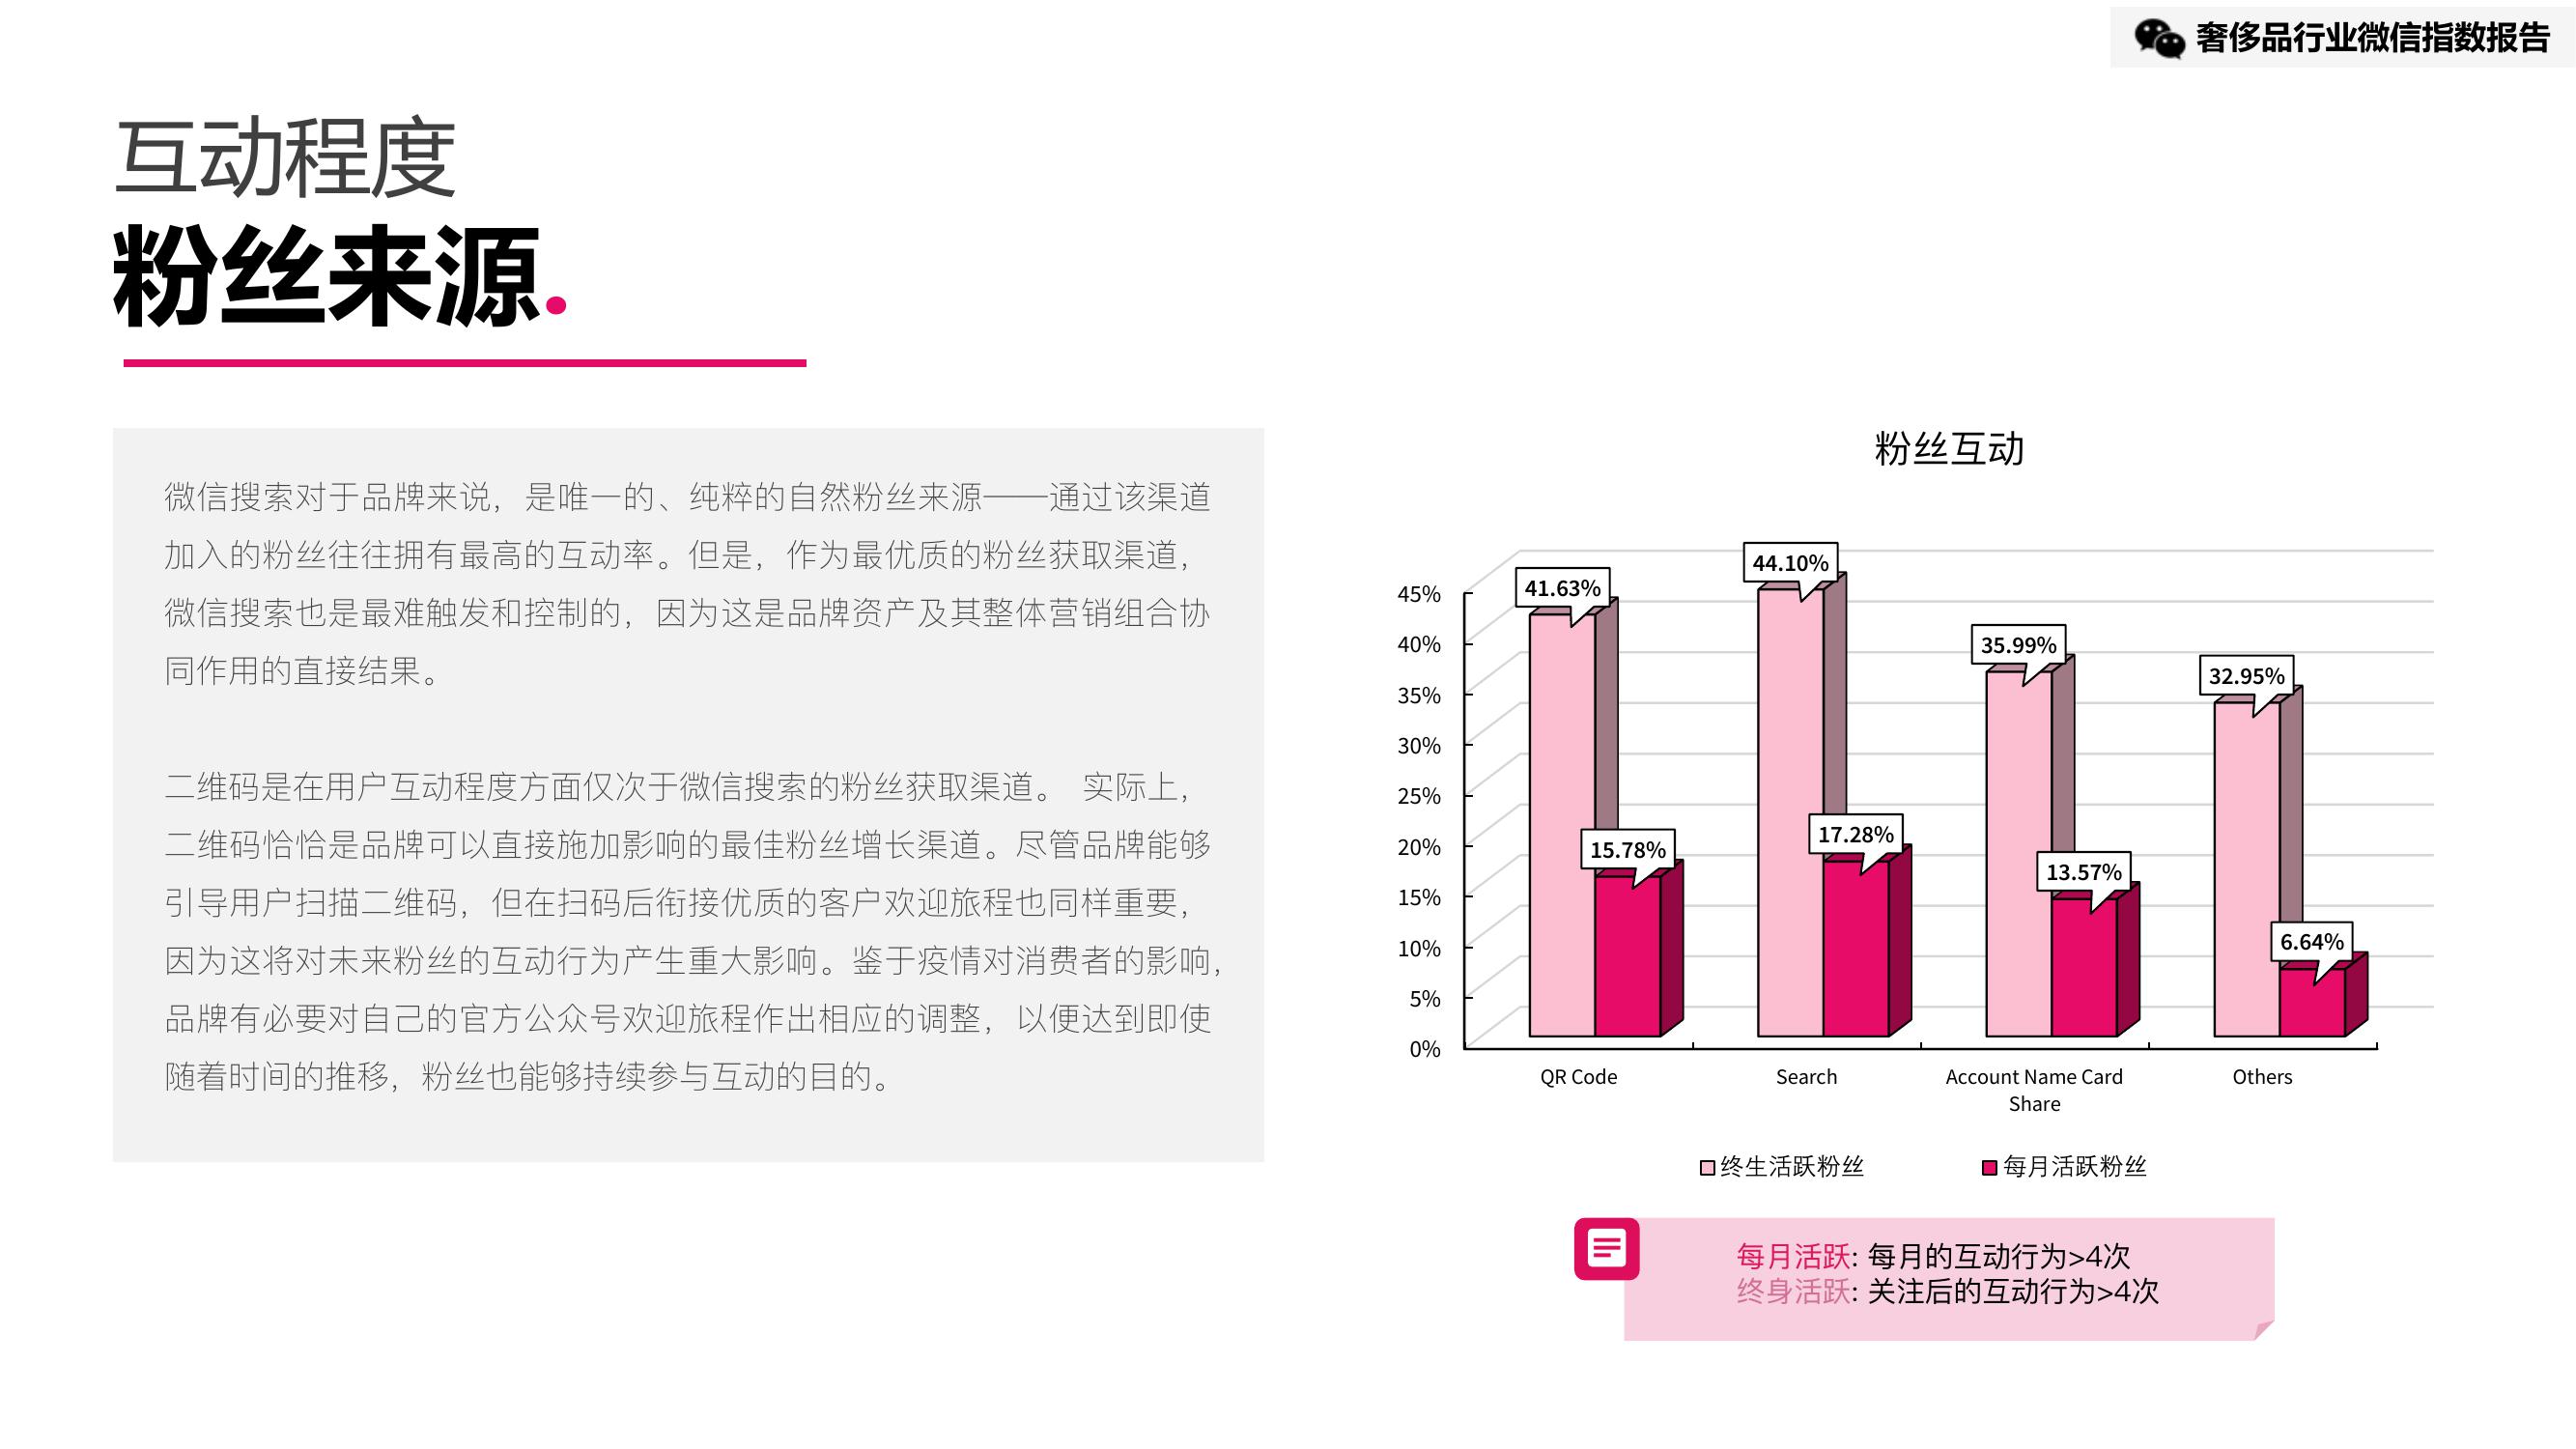 奢侈品行业微信指数报告
互动程度
粉丝来源.
微信搜索对于品牌来说，是唯一的、纯粹的自然粉丝来源——通过该渠道
加入的粉丝往往拥有最高的互动率。但是，作为最优质的粉丝获取渠道，
微信搜索也是最难触发和控制的，因为这是品牌资产及其整体营销组合协
同作用的直接结果。
二维码是在用户互动程度方面仅次于微信搜索的粉丝获取渠道。 实际上，
二维码恰恰是品牌可以直接施加影响的最佳粉丝增长渠道。尽管品牌能够
引导用户扫描二维码，但在扫码后衔接优质的客户欢迎旅程也同样重要，
因为这将对未来粉丝的互动行为产生重大影响。鉴于疫情对消费者的影响，
品牌有必要对自己的官方公众号欢迎旅程作出相应的调整，以便达到即使
随着时间的推移，粉丝也能够持续参与互动的目的。
粉丝互动
45%
40%
35%
30%
25%
20%
15%
10%
5%
0%
41.63%
44.10%
35.99%
32.95%
15.78%
17.28%
13.57%
6.64%
QR Code
Search
Account Name Card
Share
Others
终生活跃粉丝
每月活跃粉丝
每月活跃: 每月的互动行为>4次
终身活跃: 关注后的互动行为>4次